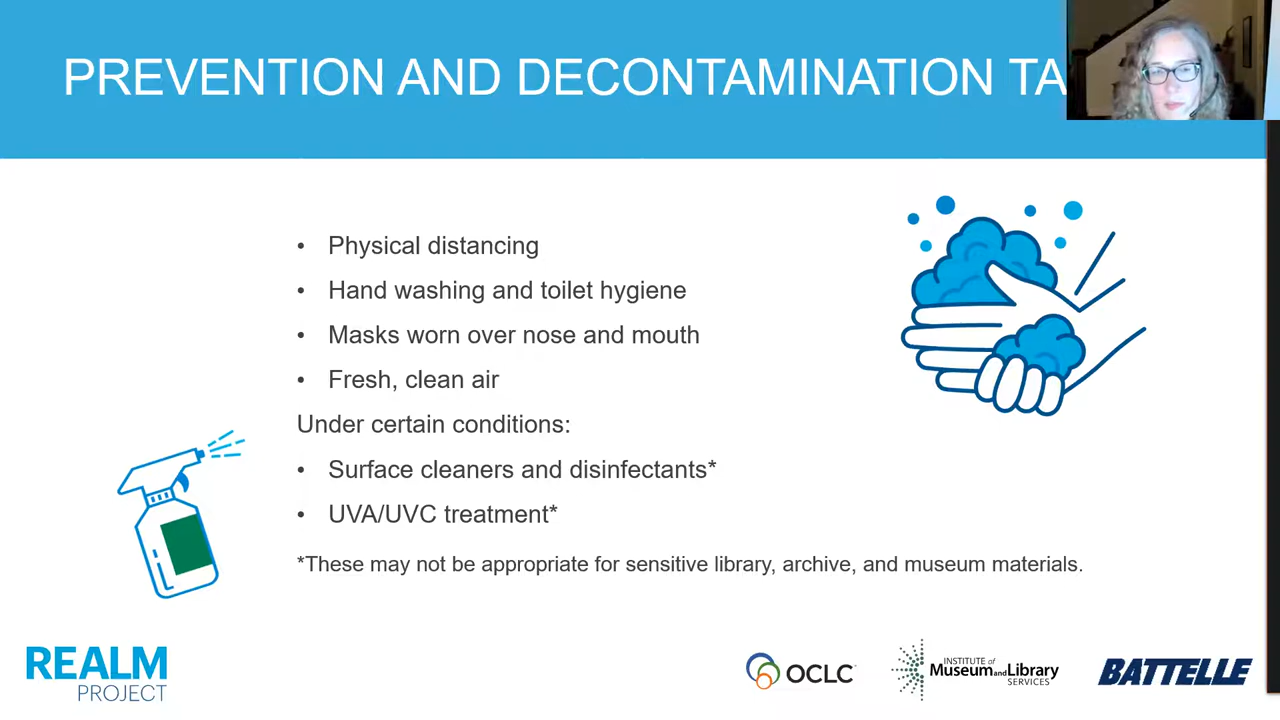 PREVENTION AND DECONTAMINATION
• Physical distancing
• Hand washing and toilet hygiene
• Masks worn over nose and mouth
• Fresh, clean air
Under certain conditions:
• Surface cleaners and disinfectants*
• UVA/UVC treatment*
*These may not be appropriate for sensitive library, archive, and museum materials.
REALM
PROJECT
OCLC
INSTITUTE of
Museum and Library
SERVICES
BATTELLE